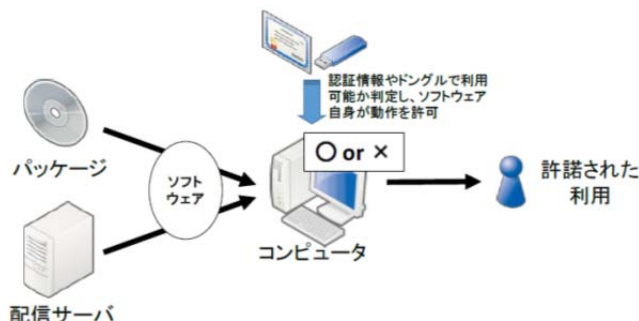 認証情報やドングルで利用
可能か判定し、ソフトウェア
自身が動作を許可
○ or ×
パッケージ
ソフト
ウェア
許諾された
利用
コンピュータ
配信サーバ